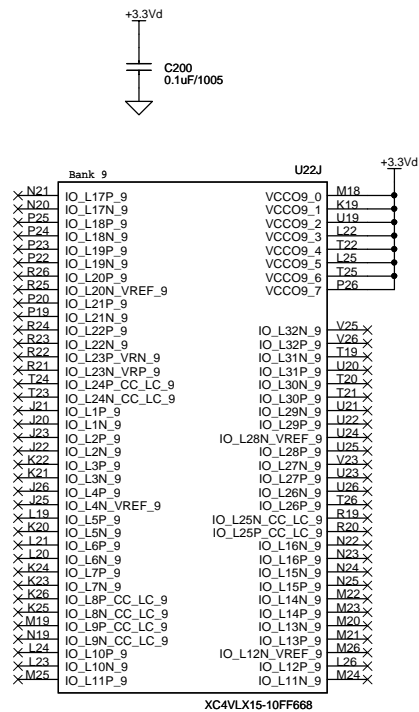 +3.3Vd
C200
0.1uF/1005
Bank 9 U22J +3.3Vd
N21 IO_L17P_9 VCCO9_0 M18
N20 IO_L17N_9 VCCO9_1 K19
P25 IO_L18P_9 VCCO9_2 U19
P24 IO_L18N_9 VCCO9_3 L22
P23 IO_L19P_9 VCCO9_4 T22
P22 IO_L19N_9 VCCO9_5 L25
R26 IO_L20P_9 VCCO9_6 T25
R25 IO_L20N_VREF_9 VCCO9_7 P26
P20 IO_L21P_9
P19 IO_L21N_9
R24 IO_L22P_9 IO_L32N_9 V25
R23 IO_L22N_9 IO_L32P_9 V26
R22 IO_L23P_VRN_9 IO_L31N_9 T19
R21 IO_L23N_VRP_9 IO_L31P_9 U20
T24 IO_L24P_CC_LC_9 IO_L30N_9 T20
T23 IO_L24N_CC_LC_9 IO_L30P_9 T21
J21 IO_L1P_9 IO_L29N_9 U21
J20 IO_L1N_9 IO_L29P_9 U22
J23 IO_L2P_9 IO_L28N_VREF_9 U24
J22 IO_L2N_9 IO_L28P_9 U25
K22 IO_L3P_9 IO_L27N_9 V23
K21 IO_L3N_9 IO_L27P_9 U23
J26 IO_L4P_9 IO_L26N_9 U26
J25 IO_L4N_VREF_9 IO_L26P_9 T26
L19 IO_L5P_9 IO_L25N_CC_LC_9 R19
K20 IO_L5N_9 IO_L25P_CC_LC_9 R20
L21 IO_L6P_9 IO_L16N_9 N22
L20 IO_L6N_9 IO_L16P_9 N23
K24 IO_L7P_9 IO_L15N_9 N24
K23 IO_L7N_9 IO_L15P_9 N25
K26 IO_L8P_CC_LC_9 IO_L14N_9 M22
K25 IO_L8N_CC_LC_9 IO_L14P_9 M23
M19 IO_L9P_CC_LC_9 IO_L13N_9 M20
N19 IO_L9N_CC_LC_9 IO_L13P_9 M21
L24 IO_L10P_9 IO_L12N_VREF_9 M26
L23 IO_L10N_9 IO_L12P_9 L26
M25 IO_L11P_9 IO_L11N_9 M24
XC4VLX15-10FF668